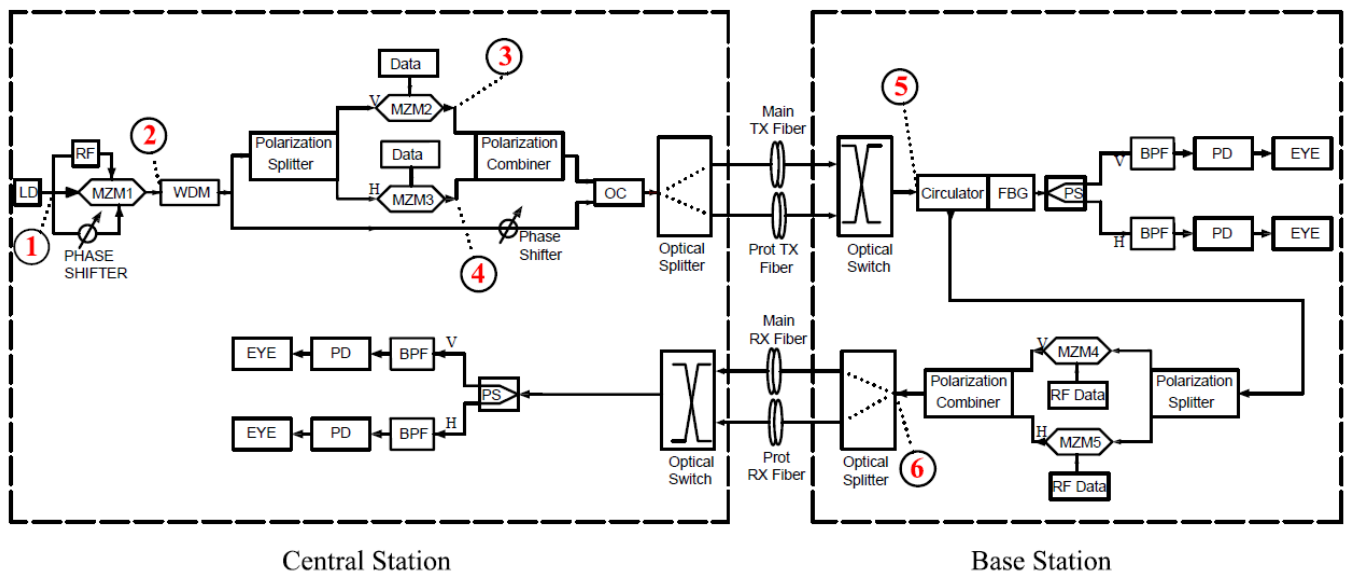 Data
3
V
MZM2
5
2
RF
Polarization
Splitter
Data
Polarization
Combiner
Main
TX Fiber
BPF
PD
EYE
V
LD
MZM1
WDM
H
MZM3
OC
Circulator
FBG
PS
1
PHASE
SHIFTER
4
Phase
Shifter
Optical
Splitter
Prot TX
Fiber
Optical
Switch
H
BPF
PD
EYE
Main
RX Fiber
EYE
PD
BPF
V
PS
V
MZM4
Polarization
Combiner
RF Data
Polarization
Splitter
EYE
PD
BPF
H
H
MZM5
Optical
Switch
Prot
RX Fiber
Optical
Splitter
6
RF Data
Central Station
Base Station